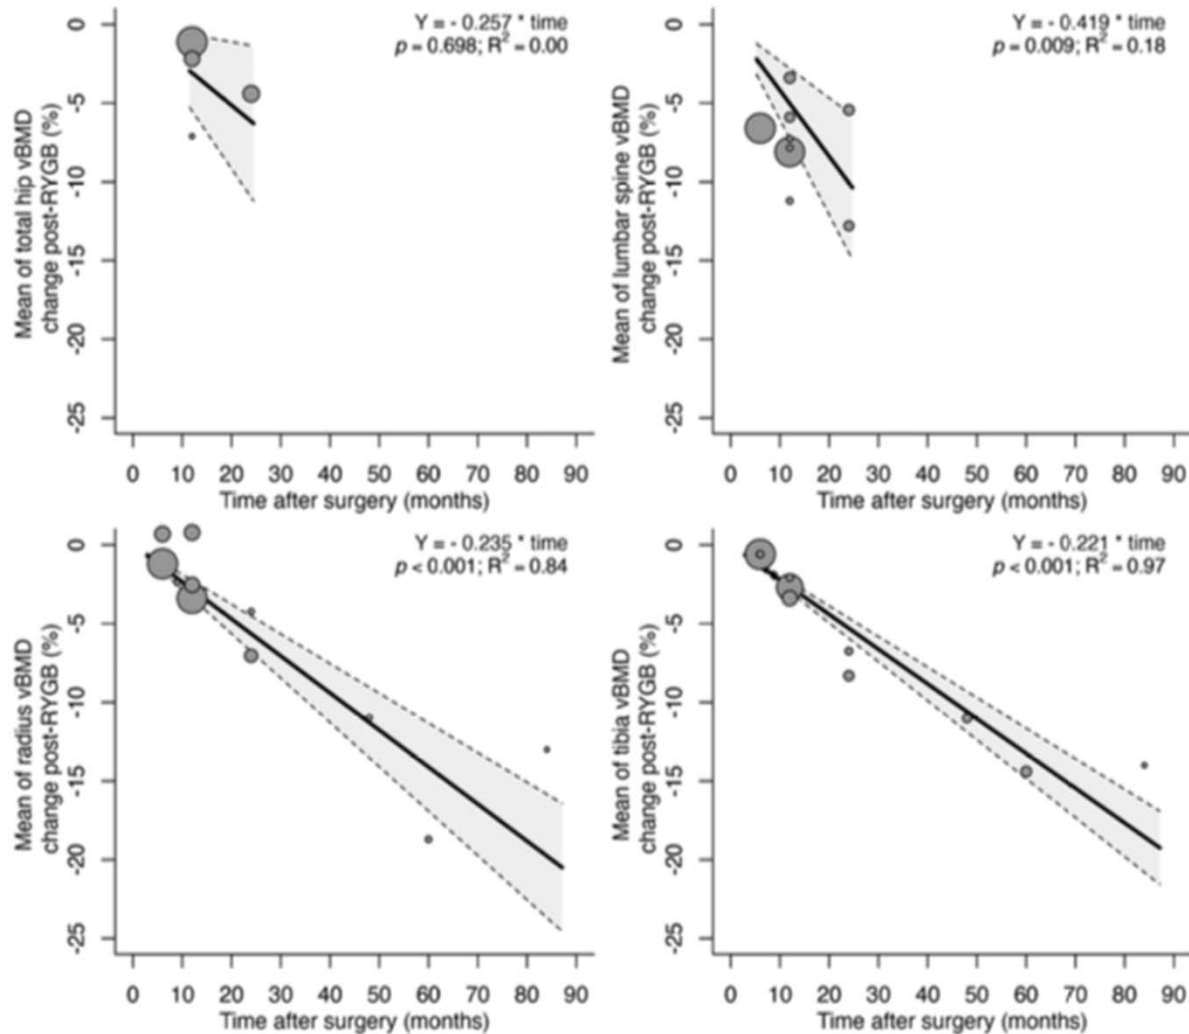 Y = - 0.257 * time
p = 0.698; R² = 0.00
Mean of total hip vBMD
change post-RYGB (%)
0
-5
-10
-15
-20
-25
0 10 20 30 40 50 60 70 80 90
Time after surgery (months)
Y = - 0.419 * time
p = 0.009; R² = 0.18
Mean of lumbar spine vBMD
change post-RYGB (%)
0
-5
-10
-15
-20
-25
0 10 20 30 40 50 60 70 80 90
Time after surgery (months)
Y = - 0.235 * time
p < 0.001; R² = 0.84
Mean of radius vBMD
change post-RYGB (%)
0
-5
-10
-15
-20
-25
0 10 20 30 40 50 60 70 80 90
Time after surgery (months)
Y = - 0.221 * time
p < 0.001; R² = 0.97
Mean of tibia vBMD
change post-RYGB (%)
0
-5
-10
-15
-20
-25
0 10 20 30 40 50 60 70 80 90
Time after surgery (months)